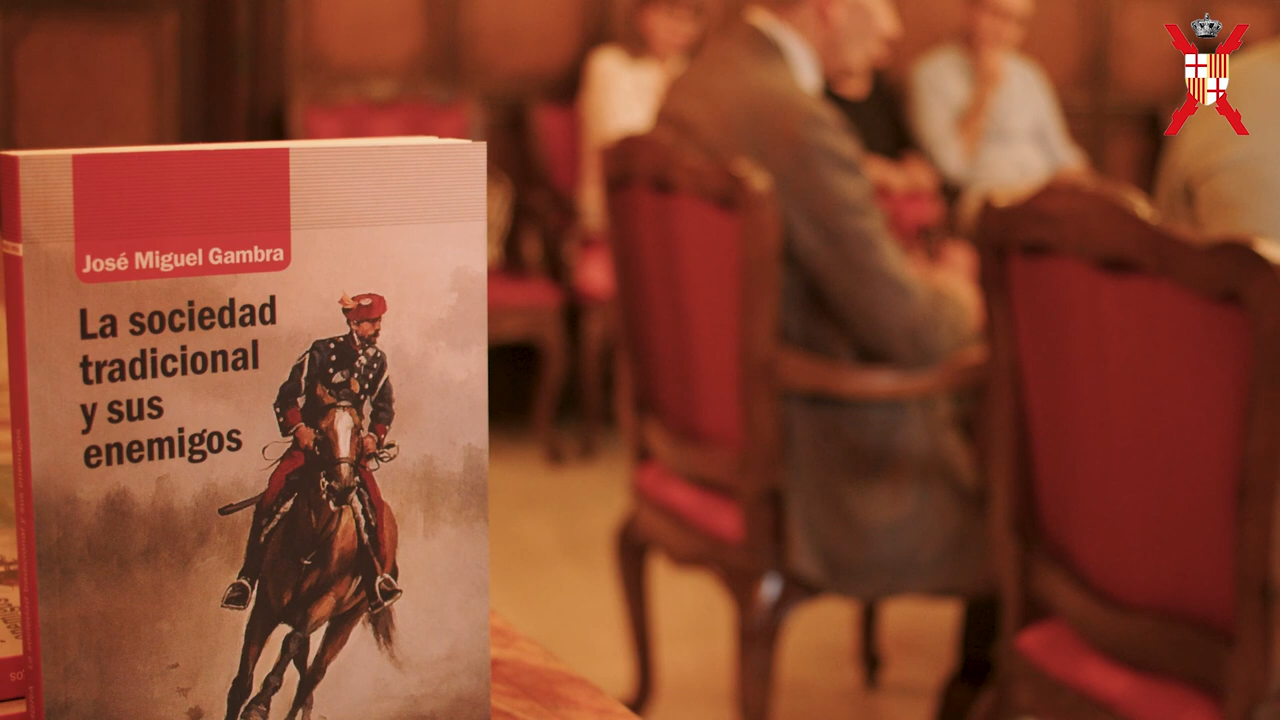 José Miguel Gambra
La sociedad
tradicional
y sus
enemigos